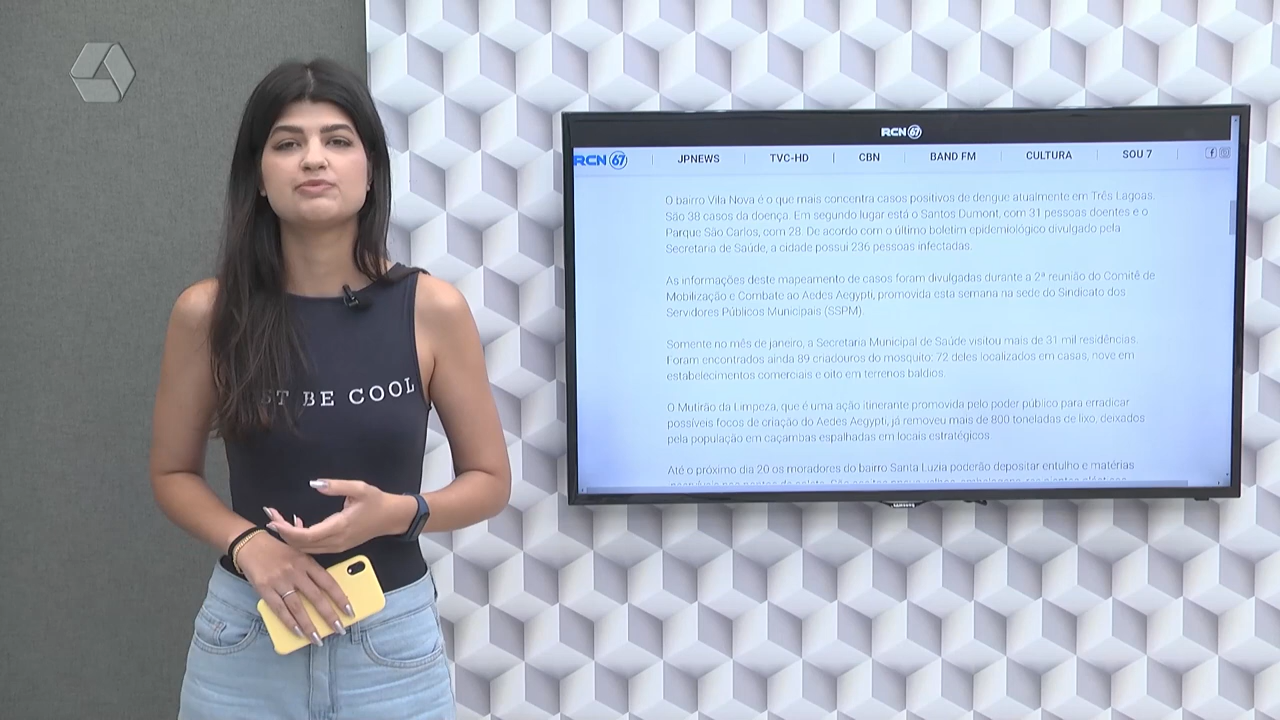 RCN 67
RCN 67 JPNEWS TVC-HD CBN BAND FM CULTURA SOU 7
O bairro Vila Nova é o que mais concentra casos positivos de dengue atualmente em Três Lagoas.
São 38 casos da doença. Em segundo lugar está o Santos Dumont, com 31 pessoas doentes e o
Parque São Carlos, com 28. De acordo com o último boletim epidemiológico divulgado pela
Secretaria de Saúde, a cidade possui 236 pessoas infectadas.
As informações deste mapeamento de casos foram divulgadas durante a 2ª reunião do Comitê de
Mobilização e Combate ao Aedes Aegypti, promovida esta semana na sede do Sindicato dos
Servidores Públicos Municipais (SSPM).
Somente no mês de janeiro, a Secretaria Municipal de Saúde visitou mais de 31 mil residências.
Foram encontrados ainda 89 criadouros do mosquito: 72 deles localizados em casas, nove em
estabelecimentos comerciais e oito em terrenos baldios.
O Mutirão da Limpeza, que é uma ação itinerante promovida pelo poder público para erradicar
possíveis focos de criação do Aedes Aegypti, já removeu mais de 800 toneladas de lixo, deixados
pela população em caçambas espalhadas em locais estratégicos
Até o próximo dia 20 os moradores do bairro Santa Luzia poderão depositar entulho e matérias
ST BE COOL
SAMSUNG